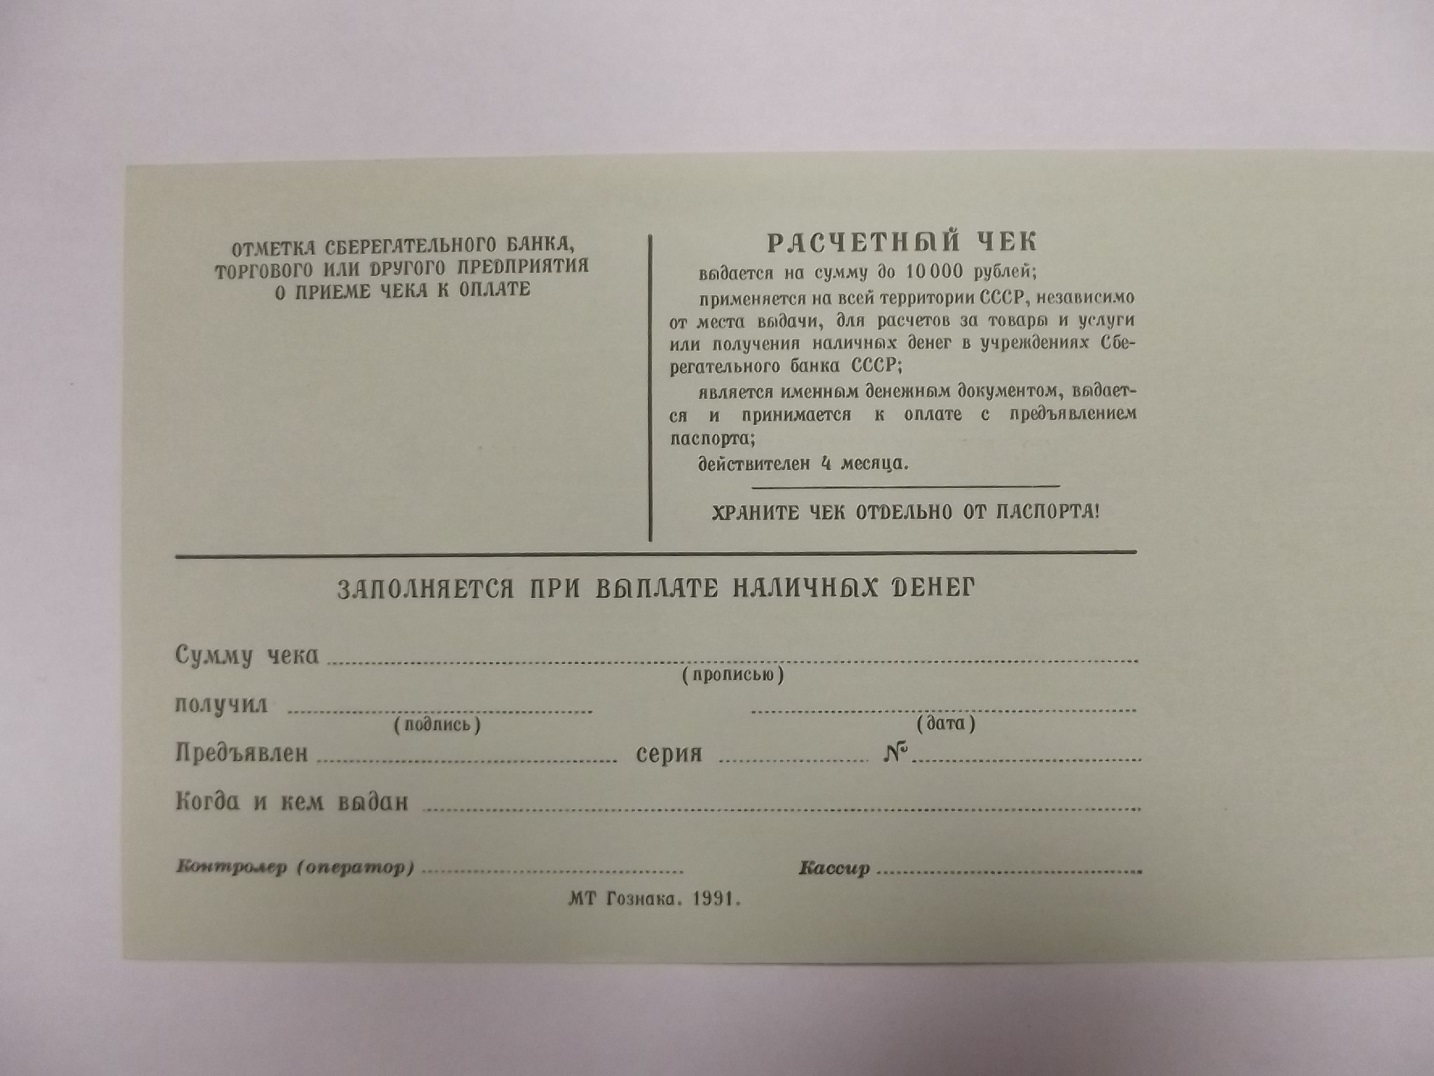 ОТМЕТКА СБЕРЕГАТЕЛЬНОГО БАНКА,
ТОРГОВОГО ИЛИ ДРУГОГО ПРЕДПРИЯТИЯ
О ПРИЕМЕ ЧЕКА К ОПЛАТЕ
РАСЧЕТНЫЙ ЧЕК
выдается на сумму до 10 000 рублей;
применяется на всей территории СССР, независимо
от места выдачи, для расчетов за товары и услуги
или получения наличных денег в учреждениях Сбе-
регательного банка СССР;
является именным денежным документом, выдает-
ся и принимается к оплате с предъявлением
паспорта;
действителен 4 месяца.
ХРАНИТЕ ЧЕК ОТДЕЛЬНО ОТ ПАСПОРТА!
ЗАПОЛНЯЕТСЯ ПРИ ВЫПЛАТЕ НАЛИЧНЫХ ДЕНЕГ
Сумму чека
(прописью)
получил
(подпись) (дата)
Предъявлен серия №
Когда и кем выдан
Контролер (оператор) Кассир
МТ Гознака. 1991.